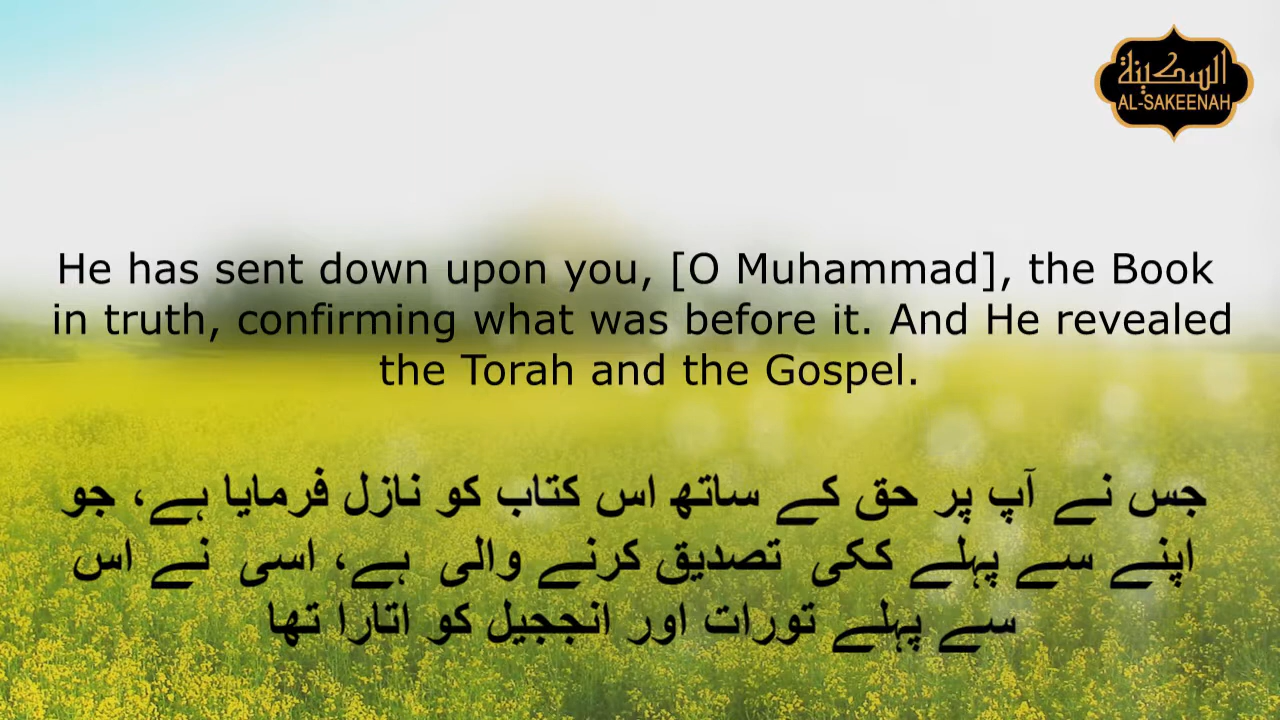 السكينة
AL-SAKEENAH
He has sent down upon you, [O Muhammad], the Book
in truth, confirming what was before it. And He revealed
the Torah and the Gospel.
جس نے آپ پر حق کے ساتھ اس کتاب کو نازل فرمایا ہے، جو
اپنے سے پہلے ککی تصدیق کرنے والی ہے، اسی نے اس
سے پہلے تورات اور انججیل کو اتارا تھا